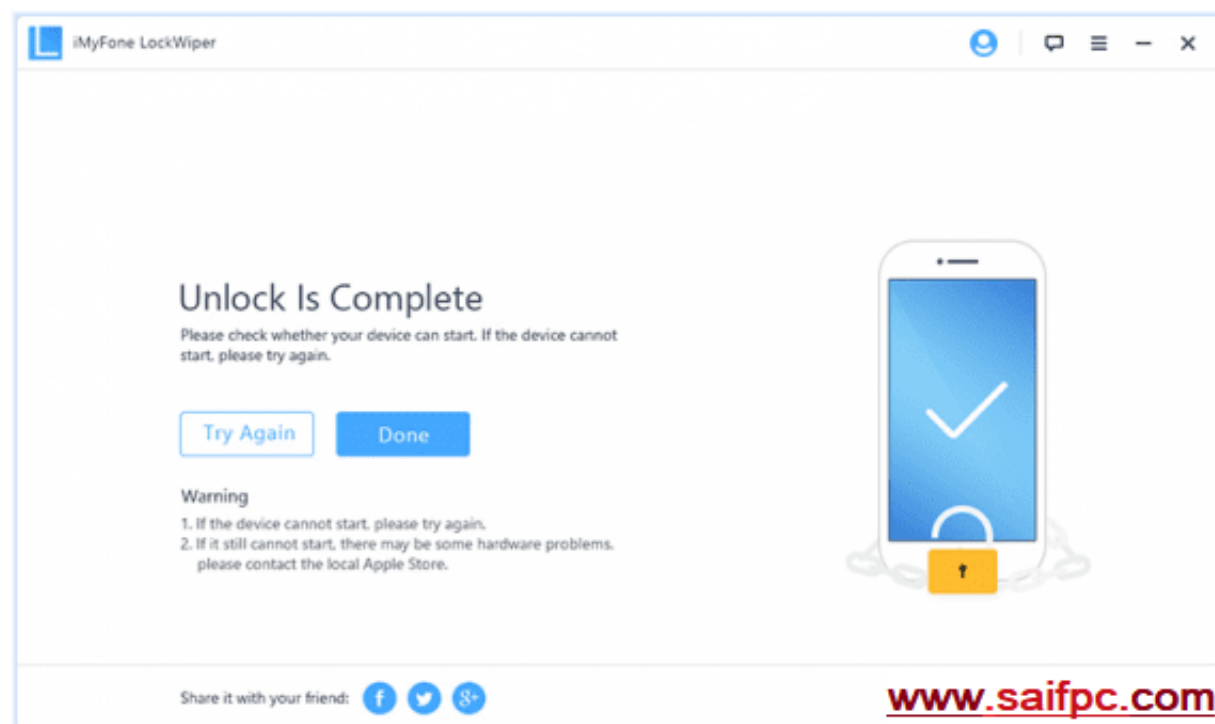 iMyFone LockWiper
Unlock Is Complete
Please check whether your device can start. If the device cannot
start, please try again.
Try Again
Done
Warning
1. If the device cannot start, please try again.
2. If it still cannot start, there may be some hardware problems.
please contact the local Apple Store.
Share it with your friend:
www.saifpc.com